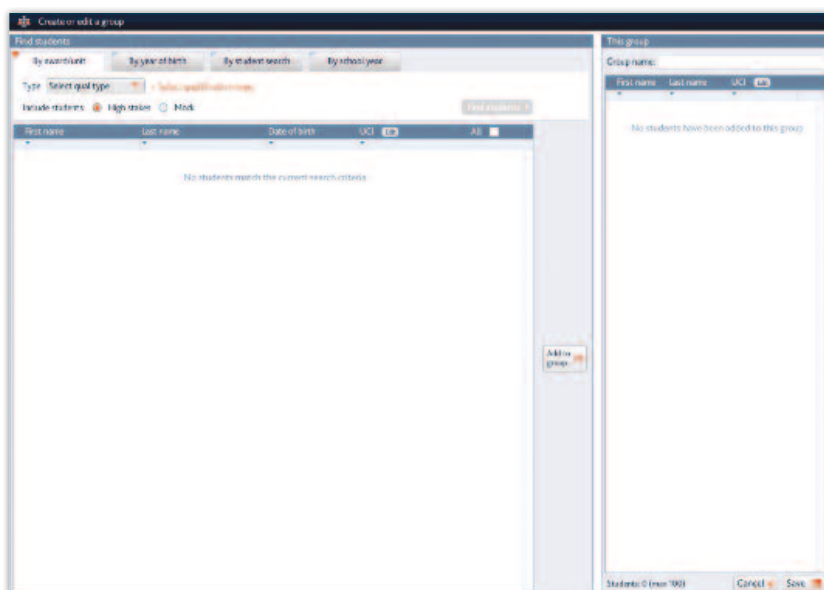 Create or edit a group
Find students
By award/unit By year of birth By student search By school year
Type Select qual type
Include students High stakes Mock Find students
First name Last name Date of birth UCI All
No students match the current search criteria
Add to group
This group
Group name:
First name Last name UCI
No students have been added to this group
Students: 0 (max 100) Cancel Save